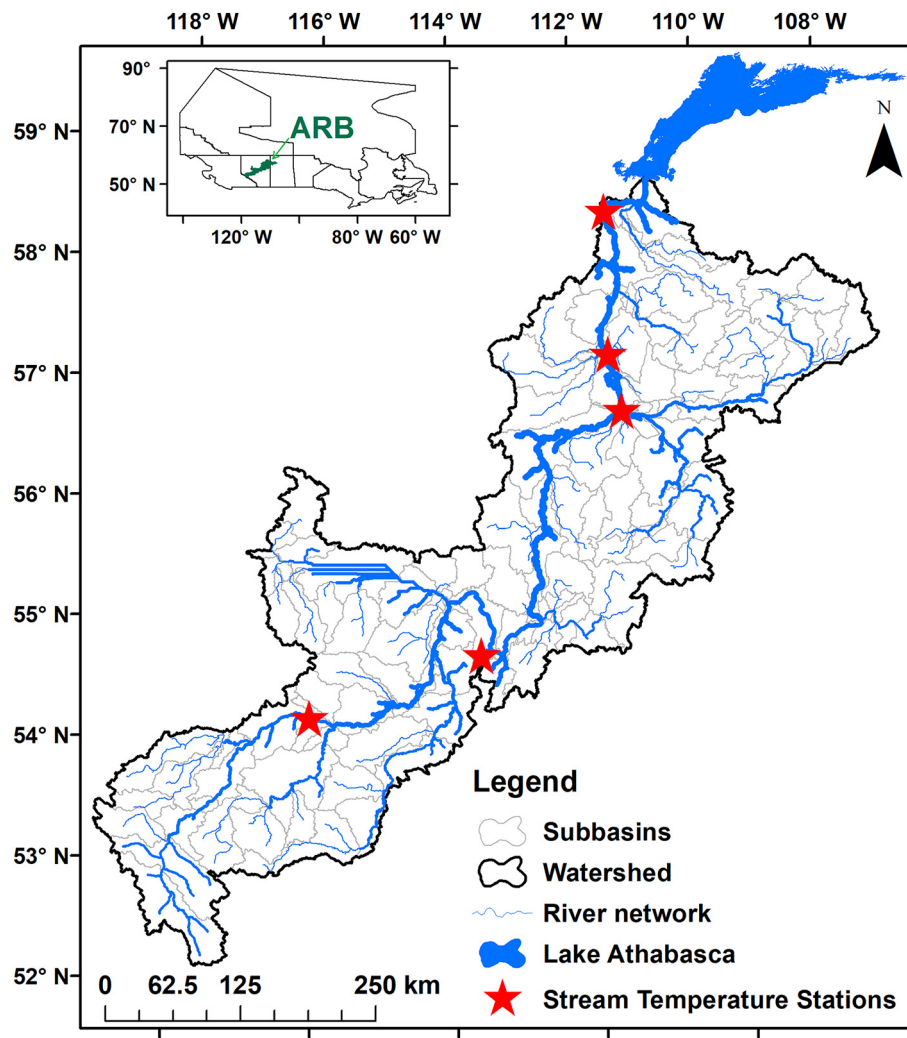 118° W 116° W 114° W 112° W 110° W 108° W
90°
70° N
50° N
ARB
120° W 80° W 60° W
N
59° N
58° N
57° N
56° N
55° N
54° N
53° N
52° N
Legend
Subbasins
Watershed
River network
Lake Athabasca
Stream Temperature Stations
0 62.5 125 250 km